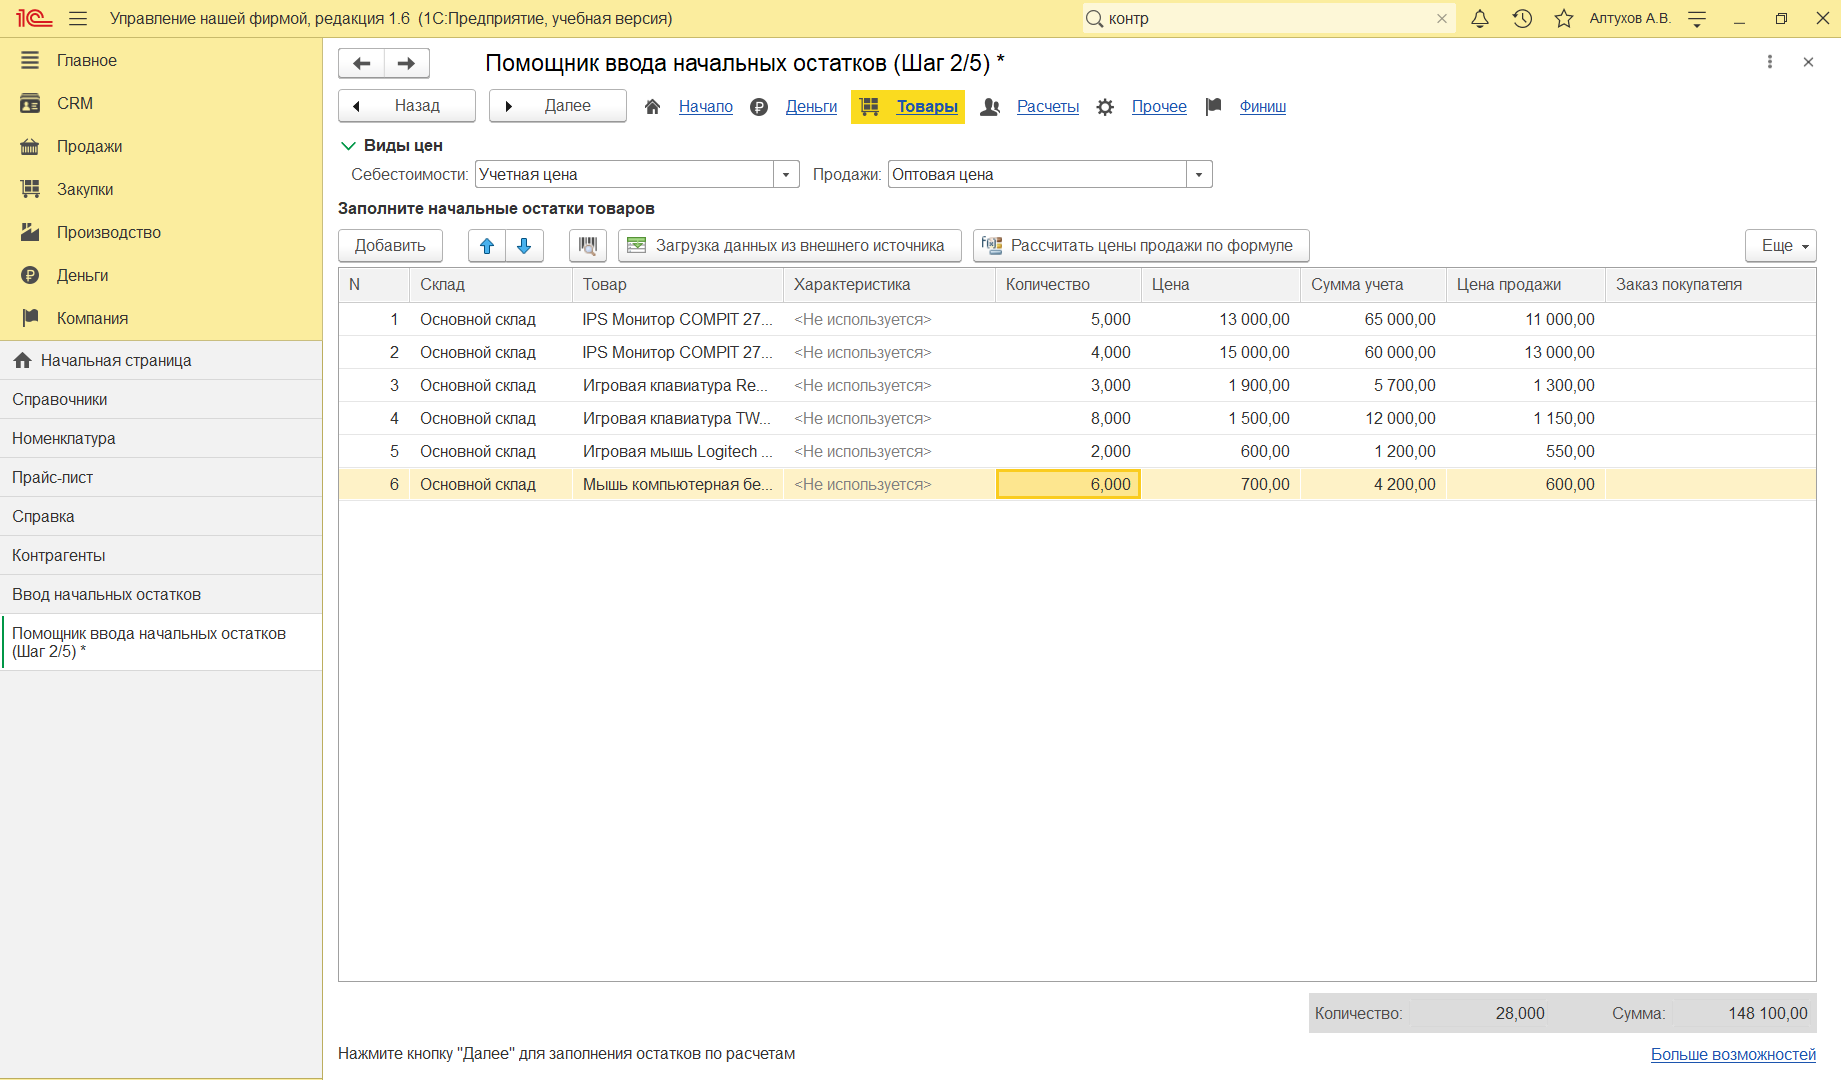 1С Управление нашей фирмой, редакция 1.6 (1С:Предприятие, учебная версия) контр Алтухов А.В.
Главное
CRM
Продажи
Закупки
Производство
Деньги
Компания
Начальная страница
Справочники
Номенклатура
Прайс-лист
Справка
Контрагенты
Ввод начальных остатков
Помощник ввода начальных остатков
(Шаг 2/5) *
Помощник ввода начальных остатков (Шаг 2/5) *
Назад Далее Начало Деньги Товары Расчеты Прочее Финиш
Виды цен
Себестоимости: Учетная цена Продажи: Оптовая цена
Заполните начальные остатки товаров
Добавить Загрузка данных из внешнего источника Рассчитать цены продажи по формуле Еще
N Склад Товар Характеристика Количество Цена Сумма учета Цена продажи Заказ покупателя
1 Основной склад IPS Монитор COMPIT 27... <Не используется> 5,000 13 000,00 65 000,00 11 000,00
2 Основной склад IPS Монитор COMPIT 27... <Не используется> 4,000 15 000,00 60 000,00 13 000,00
3 Основной склад Игровая клавиатура Re... <Не используется> 3,000 1 900,00 5 700,00 1 300,00
4 Основной склад Игровая клавиатура TW... <Не используется> 8,000 1 500,00 12 000,00 1 150,00
5 Основной склад Игровая мышь Logitech ... <Не используется> 2,000 600,00 1 200,00 550,00
6 Основной склад Мышь компьютерная бе... <Не используется> 6,000 700,00 4 200,00 600,00
Количество: 28,000 Сумма: 148 100,00
Нажмите кнопку "Далее" для заполнения остатков по расчетам
Больше возможностей